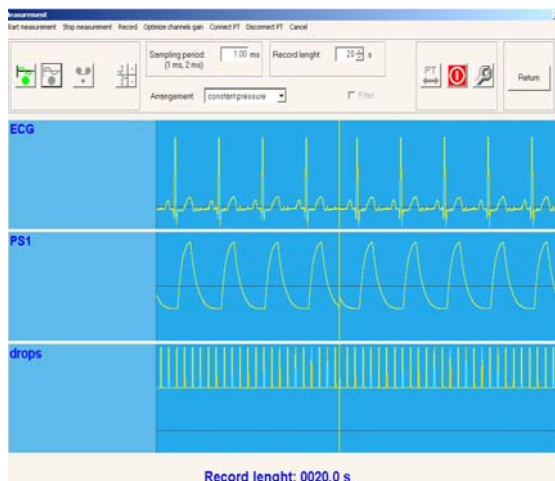 Measurement
Start measurement Stop measurement Record Optimize channels gain Connect PT Disconnect PT Cancel
Sampling period: 1.00 ms
(1 ms, 2 ms)
Record lenght: 20 s
PT
Return
Arrangement constant pressure
Filter
ECG
PS1
drops
Record lenght: 0020.0 s